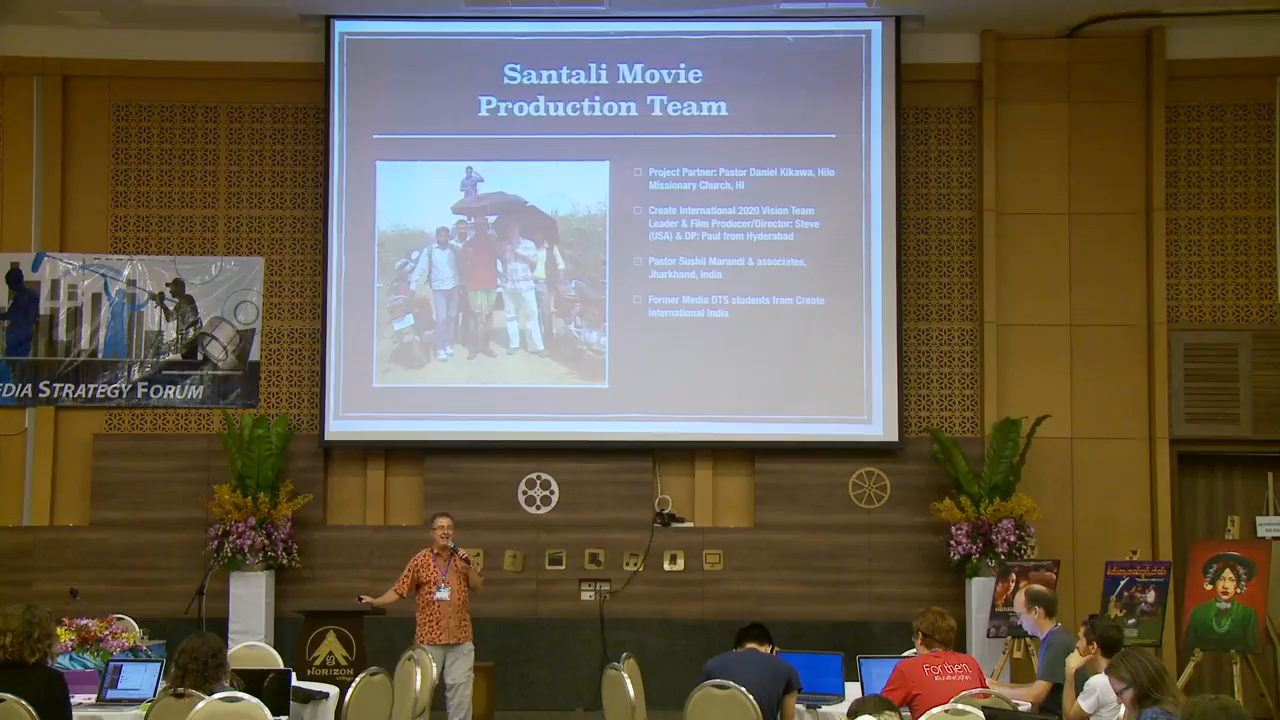 Santali Movie
Production Team
Project Partner: Pastor Daniel Kikawa, Hilo
Missionary Church, HI
Create International 2020 Vision Team
Leader & Film Producer/Director: Steve
(USA) & DP: Paul from Hyderabad
Pastor Sushil Marandi & associates,
Jharkhand, India
Former Media DTS students from Create
International India
EDIA STRATEGY FORUM
HORIZON
village
For them